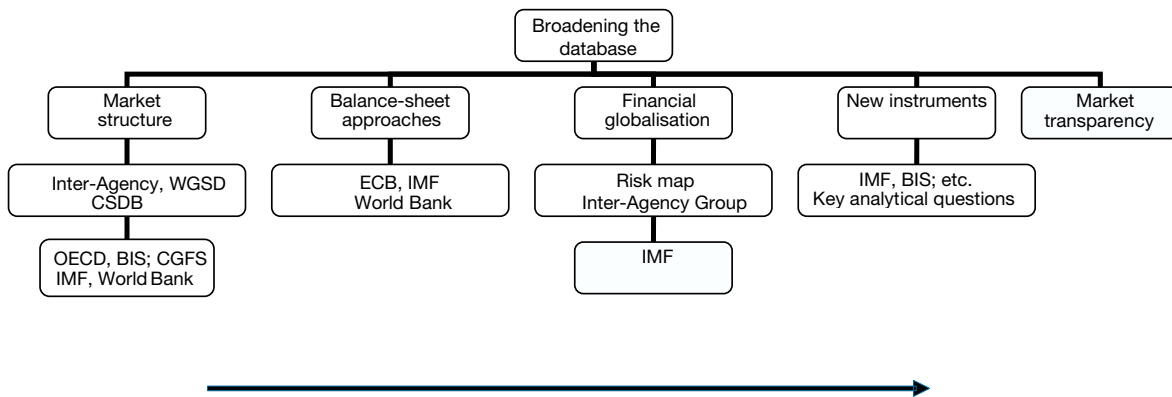 Broadening the
database
Market
structure
Balance-sheet
approaches
Financial
globalisation
New instruments
Market
transparency
Inter-Agency, WGSD
CSDB
ECB, IMF
World Bank
Risk map
Inter-Agency Group
IMF, BIS; etc.
Key analytical questions
OECD, BIS; CGFS
IMF, World Bank
IMF